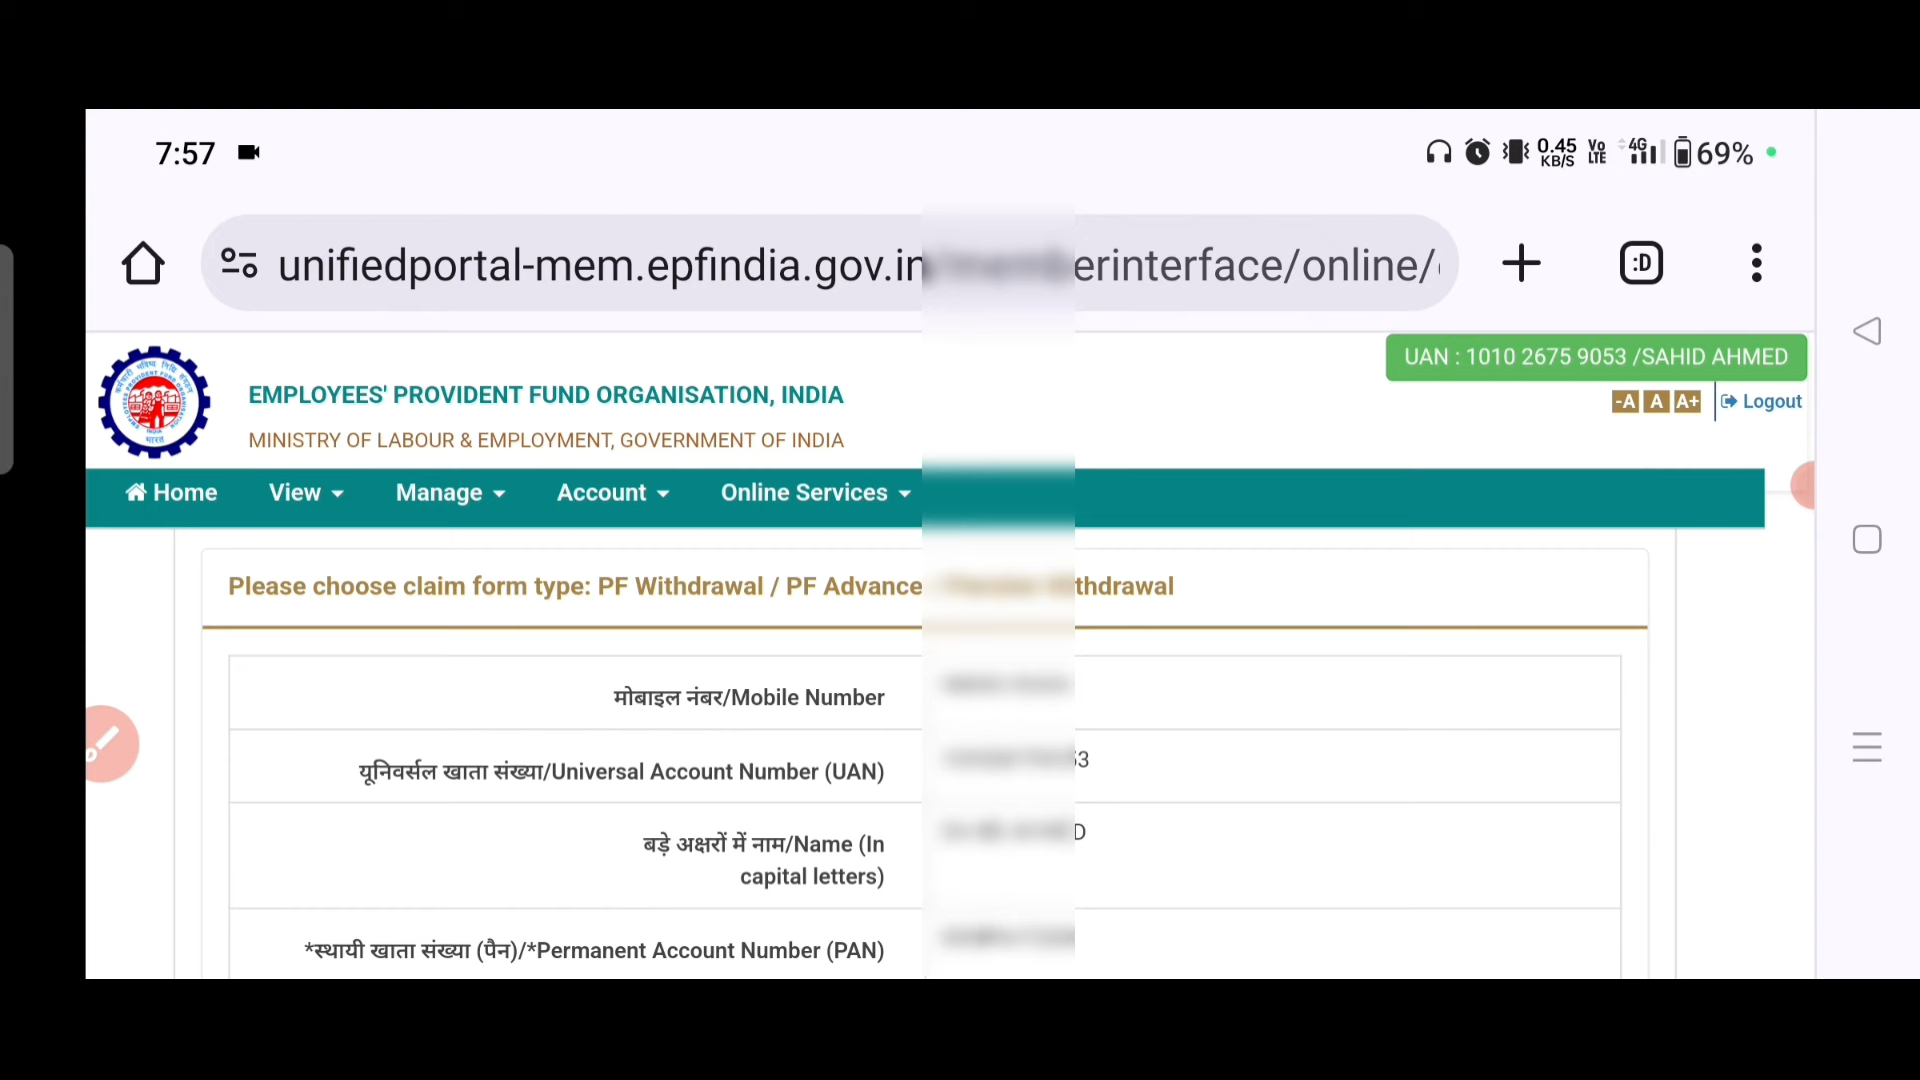 7:57
0.45 KB/S Vo LTE 4G 69%
unifiedportal-mem.epfindia.gov.in erinterface/online/
:D
UAN : 1010 2675 9053 /SAHID AHMED
EMPLOYEES' PROVIDENT FUND ORGANISATION, INDIA
-A A A+ Logout
MINISTRY OF LABOUR & EMPLOYMENT, GOVERNMENT OF INDIA
Home View Manage Account Online Services
Please choose claim form type: PF Withdrawal / PF Advance thdrawal
मोबाइल नंबर/Mobile Number
यूनिवर्सल खाता संख्या/Universal Account Number (UAN) 3
बड़े अक्षरों में नाम/Name (In D
capital letters)
*स्थायी खाता संख्या (पैन)/*Permanent Account Number (PAN)